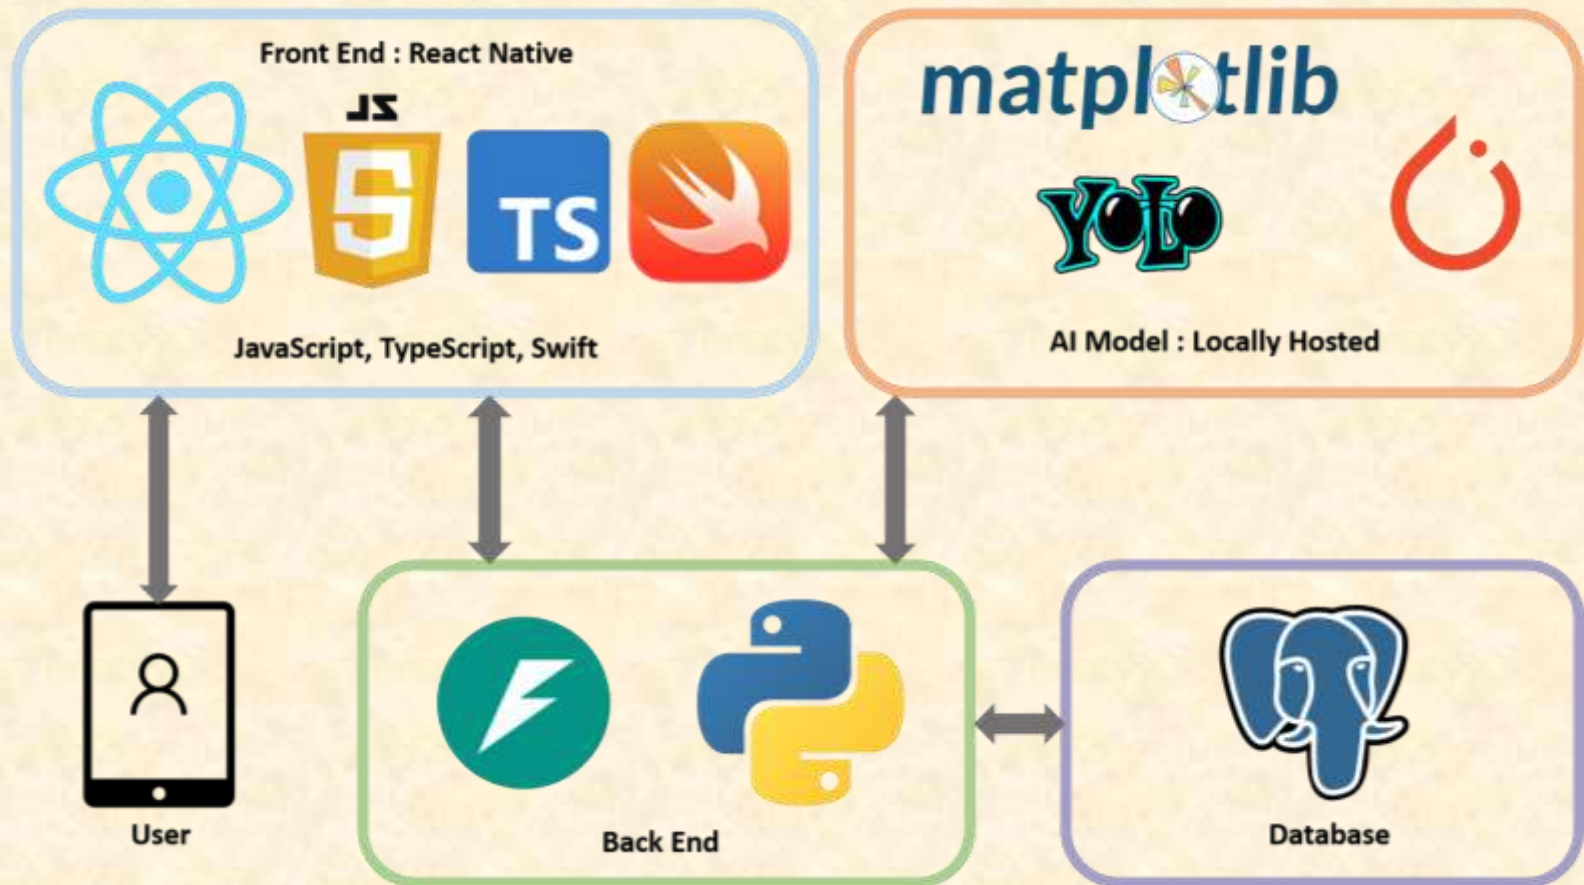 Front End : React Native
JS
TS
JavaScript, TypeScript, Swift
matplotlib
YOLO
AI Model : Locally Hosted
User
Back End
Database